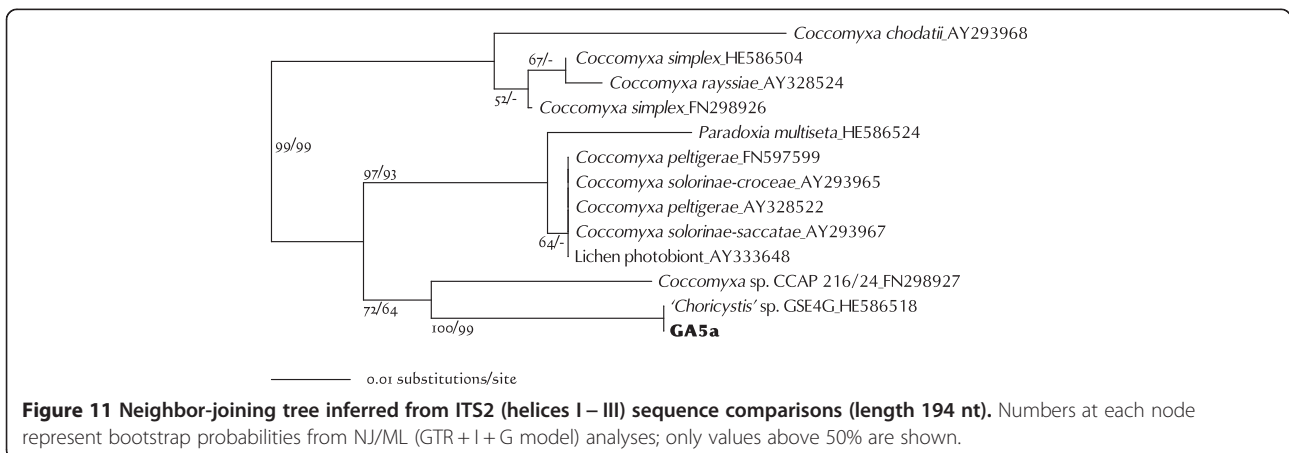 Coccomyxa chodatii_AY293968
67/-
Coccomyxa simplex_HE586504
Coccomyxa rayssiae_AY328524
52/-
Coccomyxa simplex_FN298926
Paradoxia multiseta_HE586524
99/99
Coccomyxa peltigerae_FN597599
97/93
Coccomyxa solorinae-croceae_AY293965
Coccomyxa peltigerae_AY328522
Coccomyxa solorinae-saccatae_AY293967
64/-
Lichen photobiont_AY333648
Coccomyxa sp. CCAP 216/24_FN298927
72/64
'Choricystis' sp. GSE4G_HE586518
100/99
GA5a
0.01 substitutions/site
Figure 11 Neighbor-joining tree inferred from ITS2 (helices I – III) sequence comparisons (length 194 nt). Numbers at each node
represent bootstrap probabilities from NJ/ML (GTR + I + G model) analyses; only values above 50% are shown.